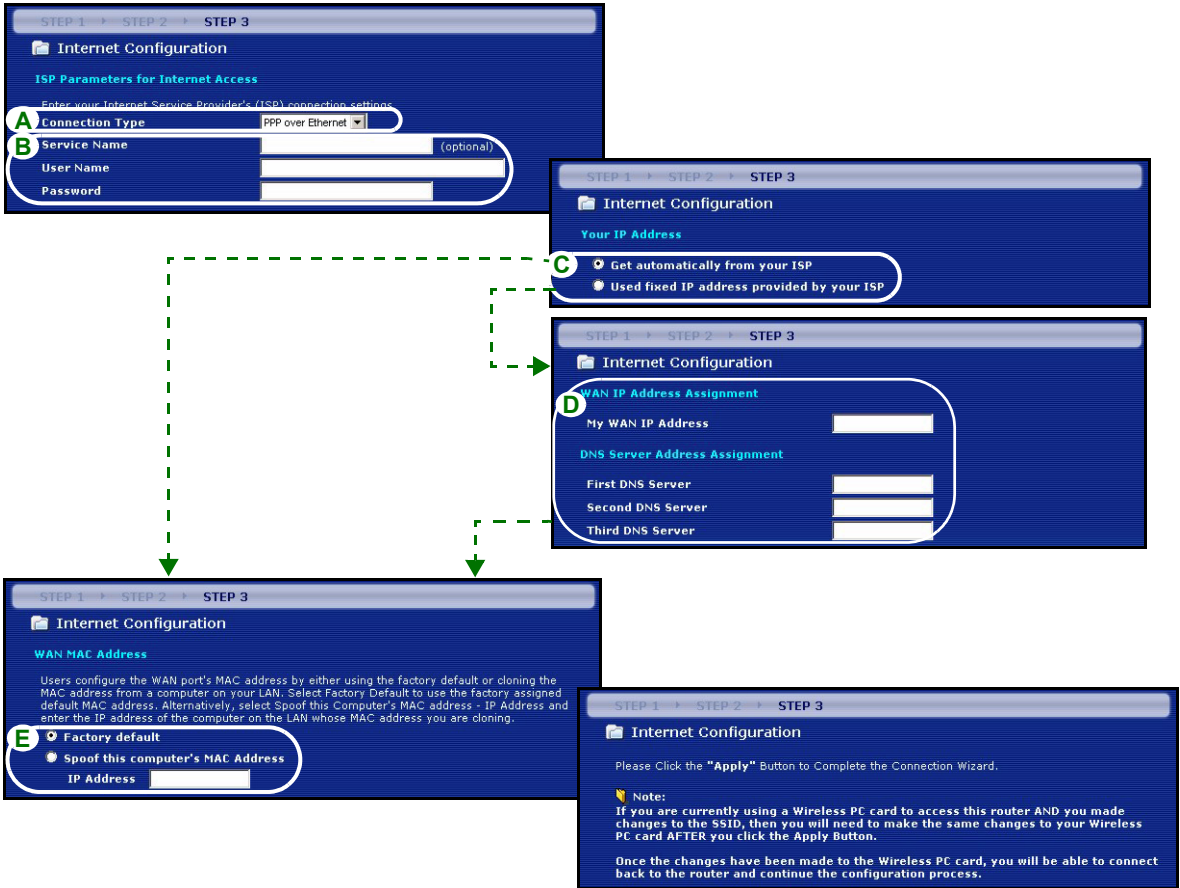 STEP 1 STEP 2 STEP 3
Internet Configuration
ISP Parameters for Internet Access
Enter your Internet Service Provider's (ISP) connection settings
A Connection Type PPP over Ethernet
B Service Name (optional)
User Name
Password
STEP 1 STEP 2 STEP 3
Internet Configuration
Your IP Address
C Get automatically from your ISP
Used fixed IP address provided by your ISP
STEP 1 STEP 2 STEP 3
Internet Configuration
WAN IP Address Assignment
D
My WAN IP Address
DNS Server Address Assignment
First DNS Server
Second DNS Server
Third DNS Server
STEP 1 STEP 2 STEP 3
Internet Configuration
WAN MAC Address
Users configure the WAN port's MAC address by either using the factory default or cloning the
MAC address from a computer on your LAN. Select Factory Default to use the factory assigned
default MAC address. Alternatively, select Spoof this Computer's MAC address - IP Address and
enter the IP address of the computer on the LAN whose MAC address you are cloning.
E Factory default
Spoof this computer's MAC Address
IP Address
STEP 1 STEP 2 STEP 3
Internet Configuration
Please Click the "Apply" Button to Complete the Connection Wizard.
Note:
If you are currently using a Wireless PC card to access this router AND you made
changes to the SSID, then you will need to make the same changes to your Wireless
PC card AFTER you click the Apply Button.
Once the changes have been made to the Wireless PC card, you will be able to connect
back to the router and continue the configuration process.